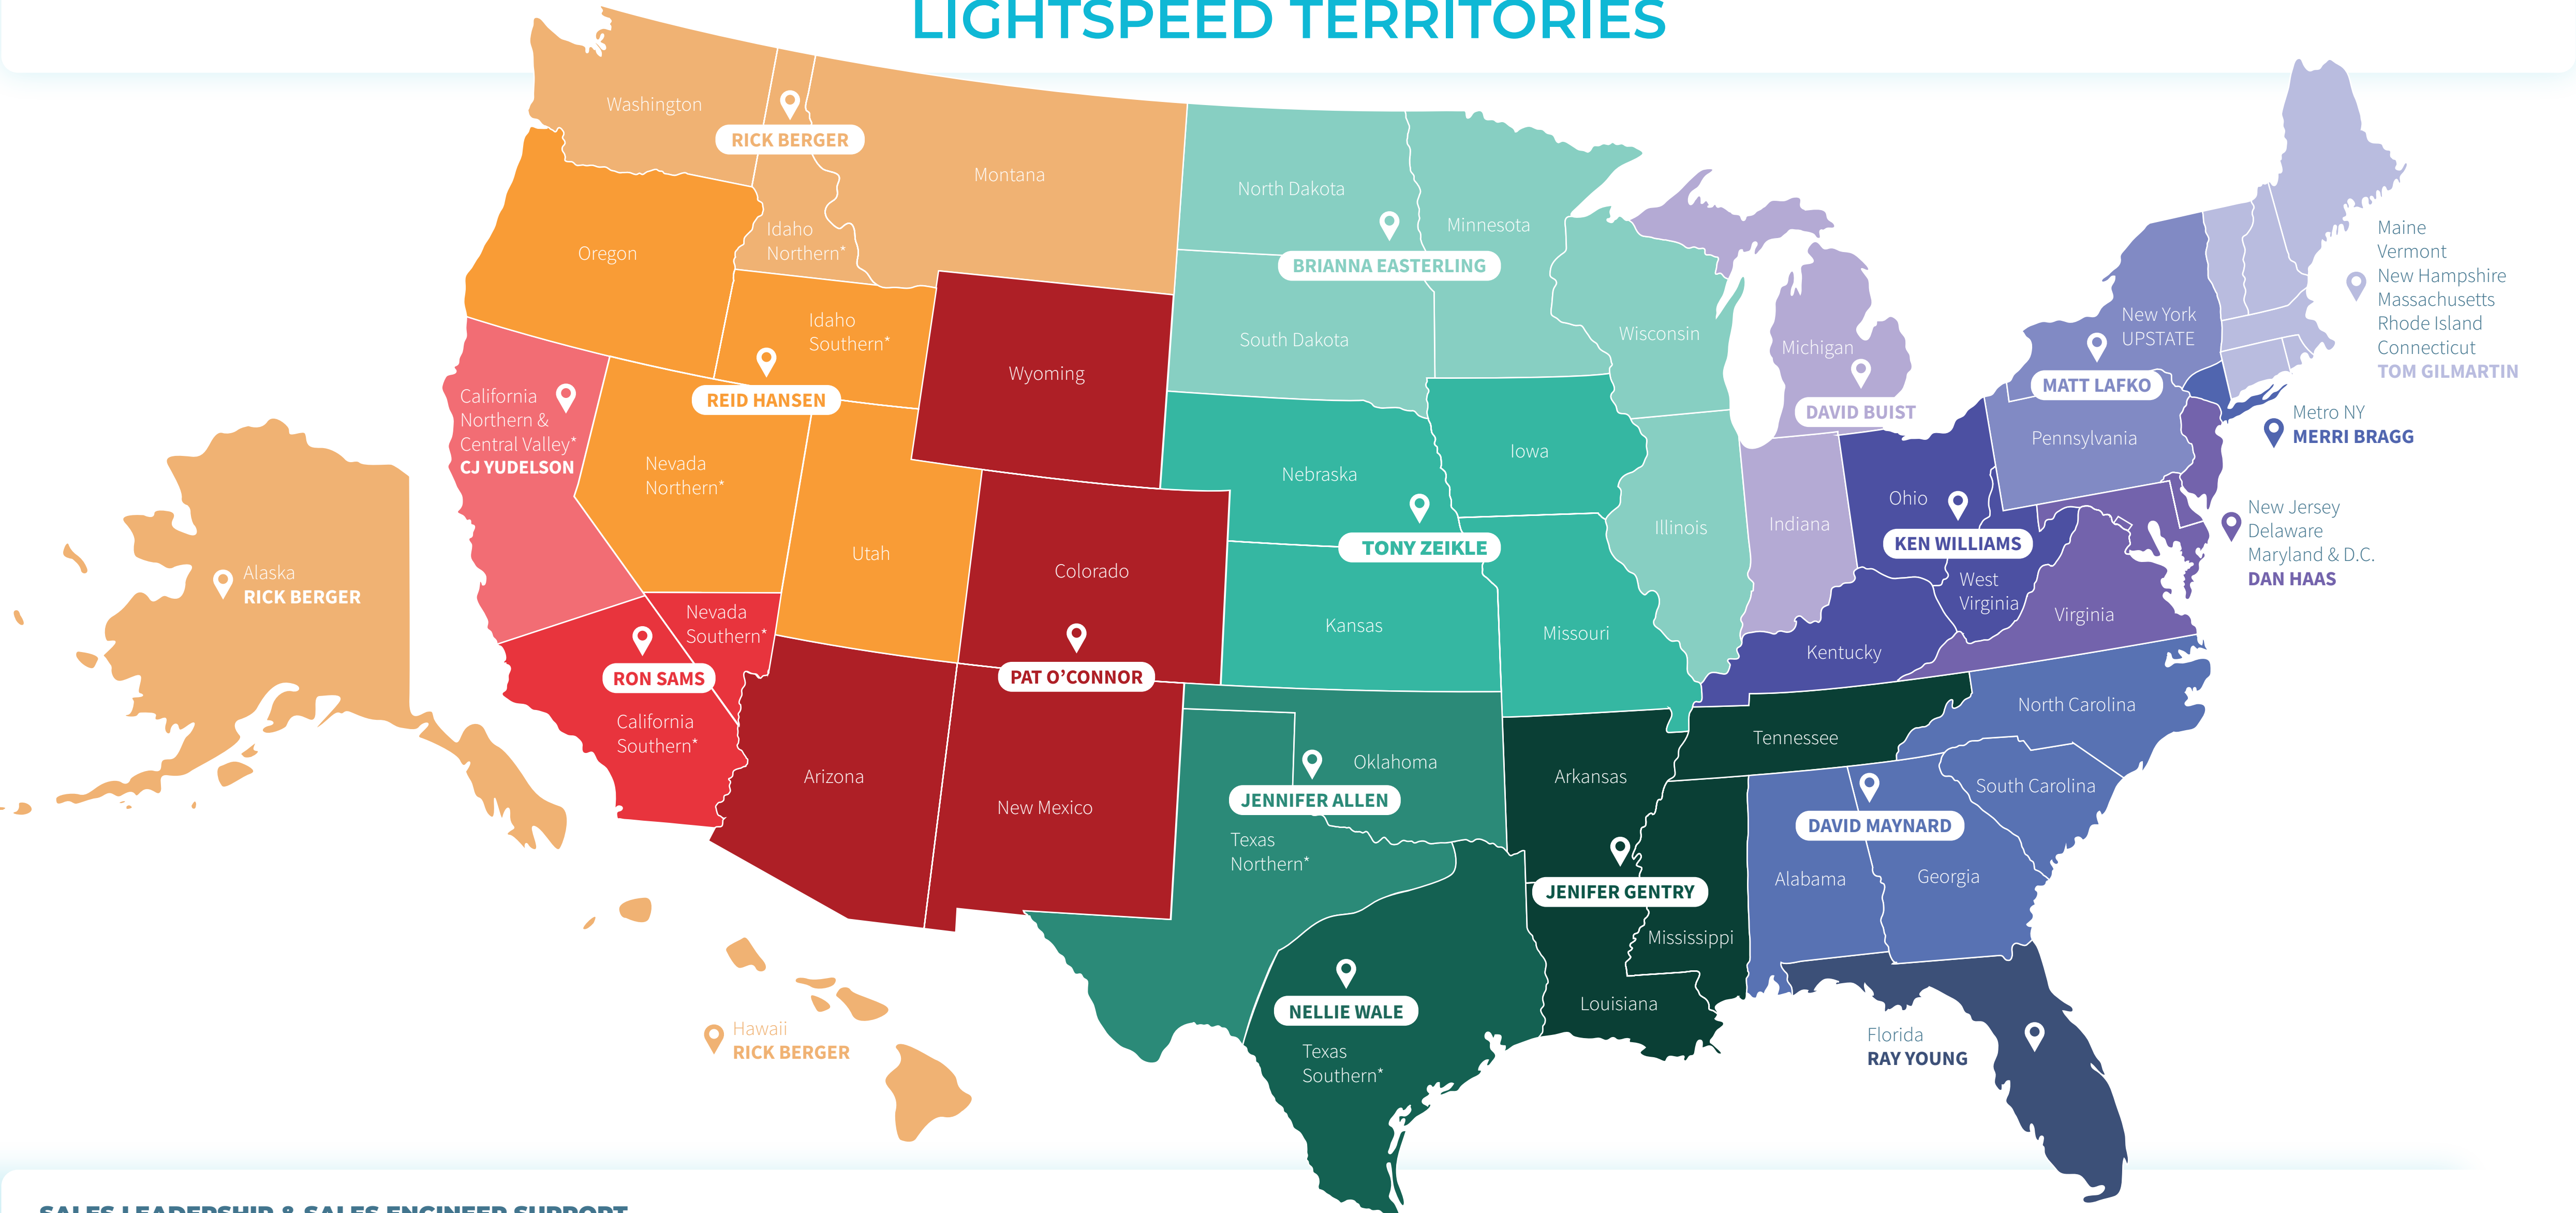 LIGHTSPEED TERRITORIES
Washington
RICK BERGER
Montana
Idaho
Northern*
Oregon
Idaho
Southern*
REID HANSEN
Wyoming
North Dakota
Minnesota
BRIANNA EASTERLING
South Dakota
Wisconsin
Michigan
DAVID BUIST
New York
UPSTATE
MATT LAFKO
Pennsylvania
Maine
Vermont
New Hampshire
Massachusetts
Rhode Island
Connecticut
TOM GILMARTIN
Metro NY
MERRI BRAGG
California
Northern &
Central Valley*
CJ YUDELSON
Nevada
Northern*
Utah
Colorado
PAT O’CONNOR
Nebraska
Iowa
TONY ZEIKLE
Kansas
Missouri
Illinois
Indiana
Ohio
KEN WILLIAMS
West
Virginia
Kentucky
Virginia
New Jersey
Delaware
Maryland & D.C.
DAN HAAS
Alaska
RICK BERGER
Nevada
Southern*
RON SAMS
California
Southern*
Arizona
New Mexico
Oklahoma
JENNIFER ALLEN
Texas
Northern*
Arkansas
Tennessee
JENIFER GENTRY
Mississippi
Louisiana
North Carolina
South Carolina
DAVID MAYNARD
Alabama
Georgia
NELLIE WALE
Texas
Southern*
Florida
RAY YOUNG
Hawaii
RICK BERGER
SALES LEADERSHIP & SALES ENGINEER SUPPORT